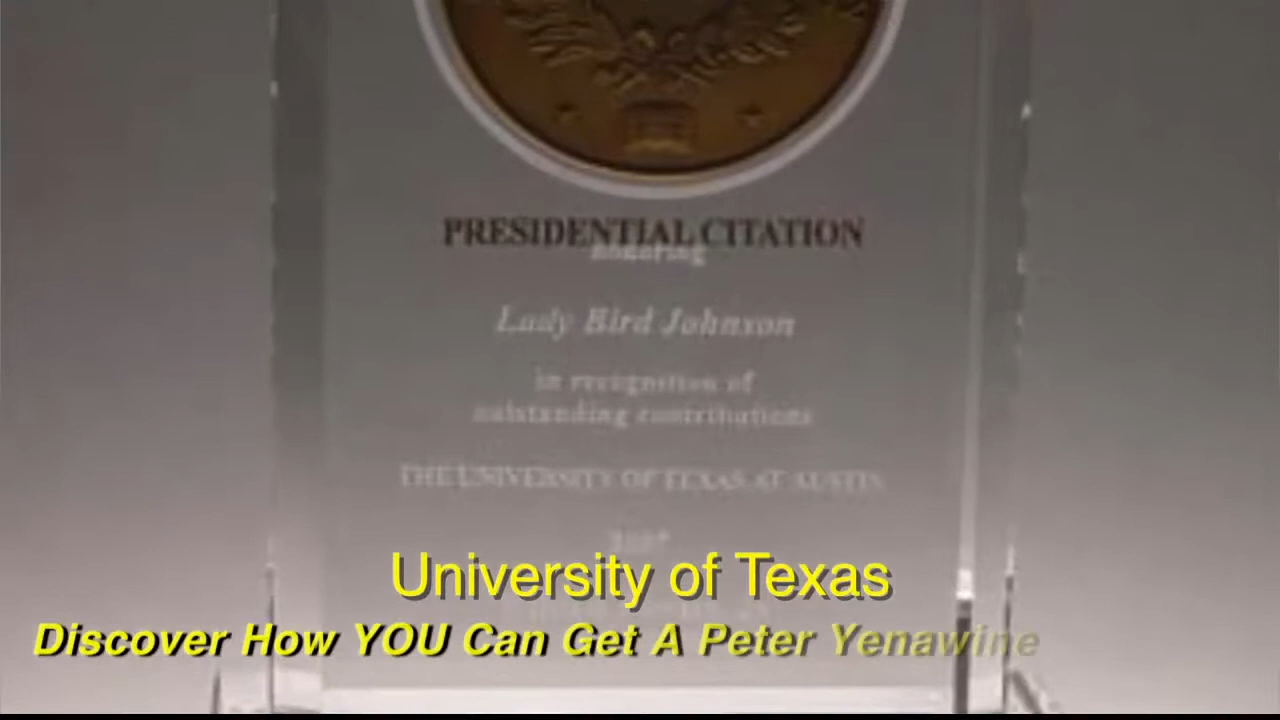 PRESIDENTIAL CITATION
honoring
Lady Bird Johnson
in recognition of
outstanding contributions
THE UNIVERSITY OF TEXAS AT AUSTIN
University of Texas
Discover How YOU Can Get A Peter Yenawine